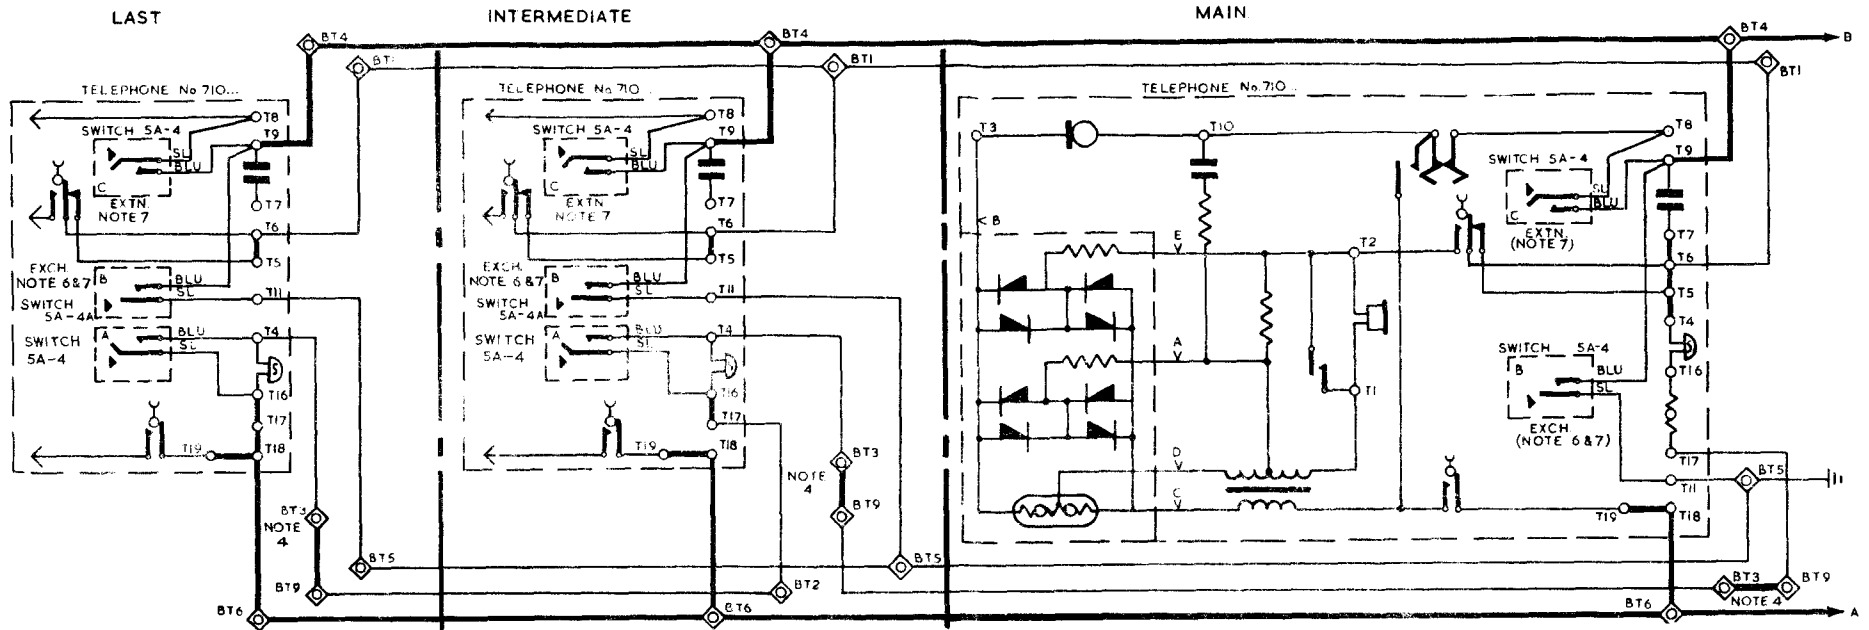 LAST
INTERMEDIATE
MAIN
BT4
BT4
BT4
B
BT1
BT1
BT1
TELEPHONE No 710...
T8
SWITCH 5A-4
T9
SL
BLU
C
EXTN.
NOTE 7
T7
T6
T5
EXCH.
NOTE 6 & 7
B
BLU
SL
T11
SWITCH
5A-4A
SWITCH
5A-4
A
BLU
SL
T4
T16
T17
T19
T18
BT3
NOTE
4
BT9
BT5
BT6
TELEPHONE No. 710...
T8
SWITCH 5A-4
T9
SL
BLU
C
EXTN.
NOTE 7
T7
T6
T5
EXCH
NOTE 6 & 7
B
BLU
SL
T11
SWITCH
5A-4A
SWITCH
5A-4
A
BLU
SL
T4
T16
T17
T19
T18
NOTE
4
BT3
BT9
BT5
BT2
BT6
TELEPHONE No. 710...
T3
T10
T8
T9
SWITCH 5A-4
SL
BLU
C
EXTN.
(NOTE 7)
T7
T6
T5
T4
B
E
T2
A
T1
SWITCH 5A-4
B
BLU
SL
EXCH.
(NOTE 6 & 7)
T16
T17
D
C
T11
BT5
T19
T18
BT3
BT9
NOTE 4
BT6
A